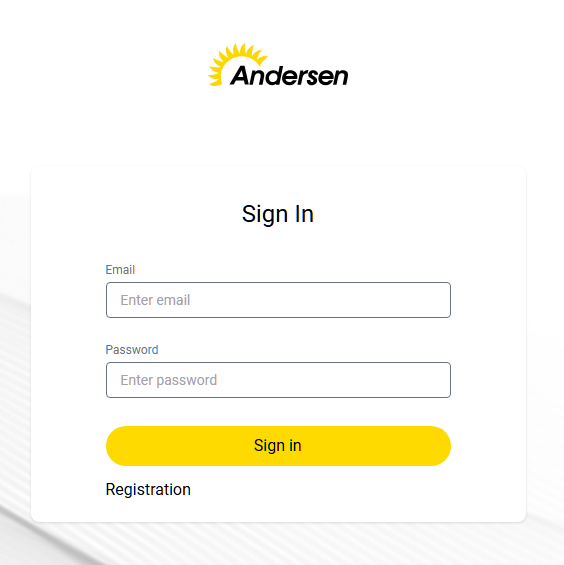 Andersen
Sign In
Email
Enter email
Password
Enter password
Sign in
Registration